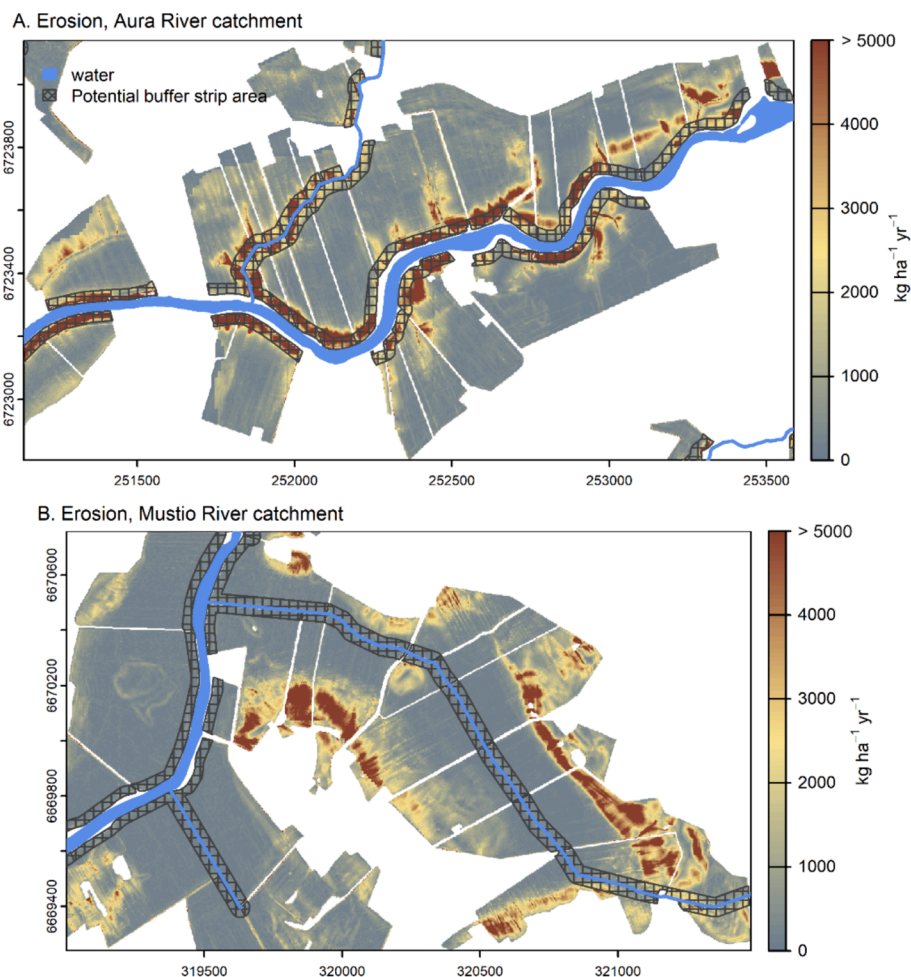 A. Erosion, Aura River catchment
water
Potential buffer strip area
6723800
6723400
6723000
251500 252000 252500 253000 253500
> 5000
4000
3000
2000
1000
0
kg ha⁻¹ yr⁻¹
B. Erosion, Mustio River catchment
6670600
6670200
6669800
6669400
319500 320000 320500 321000
> 5000
4000
3000
2000
1000
0
kg ha⁻¹ yr⁻¹